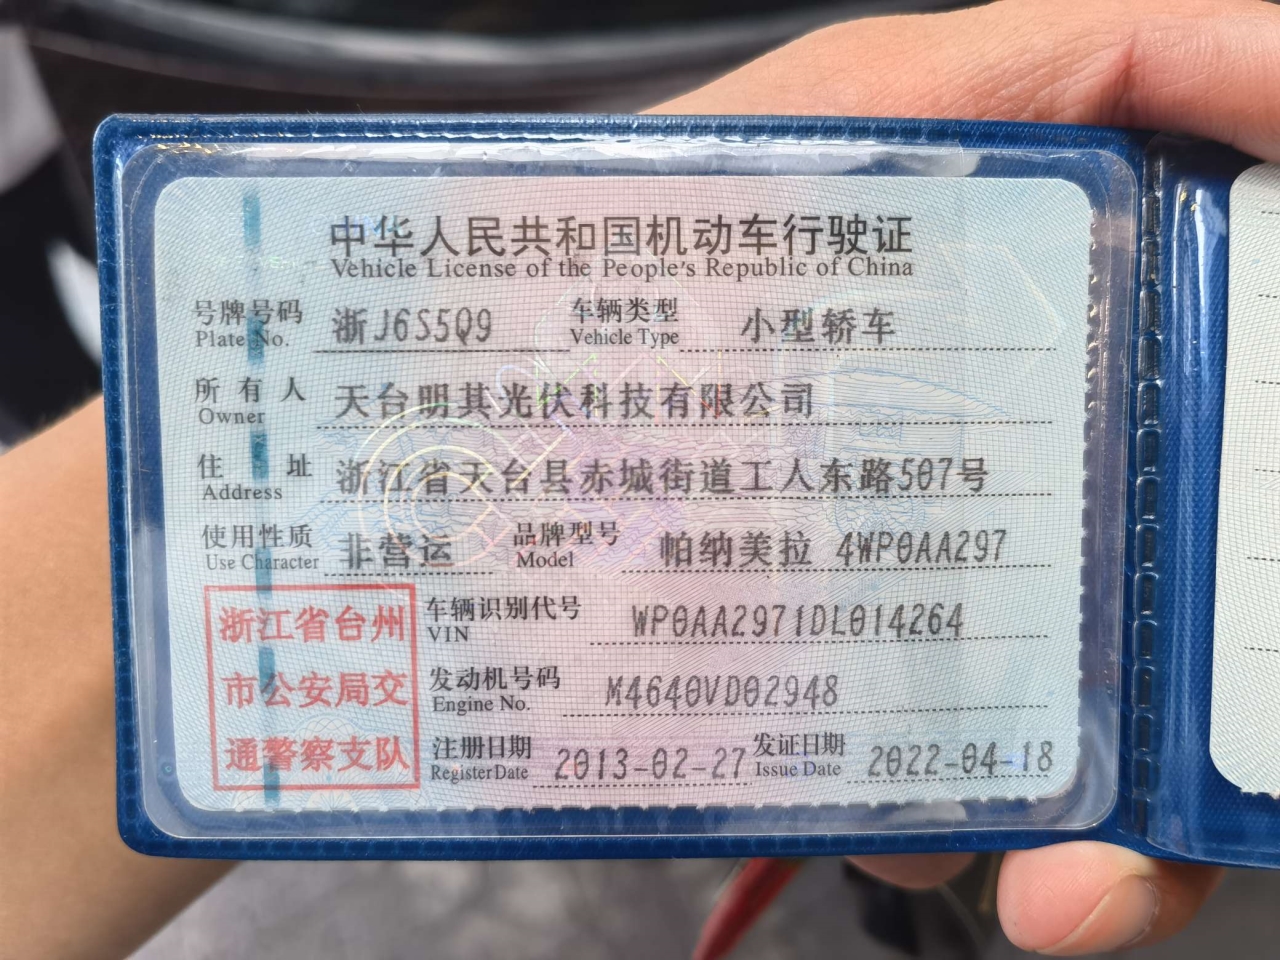 中华人民共和国机动车行驶证
Vehicle License of the People's Republic of China
号牌号码 浙J6S5Q9 车辆类型 小型轿车
Plate No. Vehicle Type
所有人 天台明其光伏科技有限公司
Owner
住址 浙江省天台县赤城街道工人东路507号
Address
使用性质 非营运 品牌型号 帕纳美拉 4WP0AA297
Use Character Model
浙江省台州
市公安局交
通警察支队
车辆识别代号 WP0AA2971DL014264
VIN
发动机号码 M4640VD02948
Engine No.
注册日期 2013-02-27 发证日期 2022-04-18
Register Date Issue Date